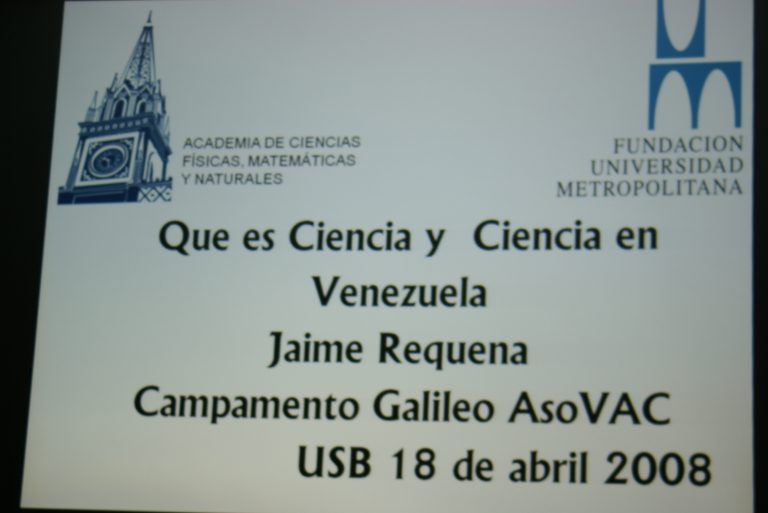 ACADEMIA DE CIENCIAS
FÍSICAS, MATEMÁTICAS
Y NATURALES
FUNDACION
UNIVERSIDAD
METROPOLITANA
Que es Ciencia y Ciencia en
Venezuela
Jaime Requena
Campamento Galileo AsoVAC
USB 18 de abril 2008